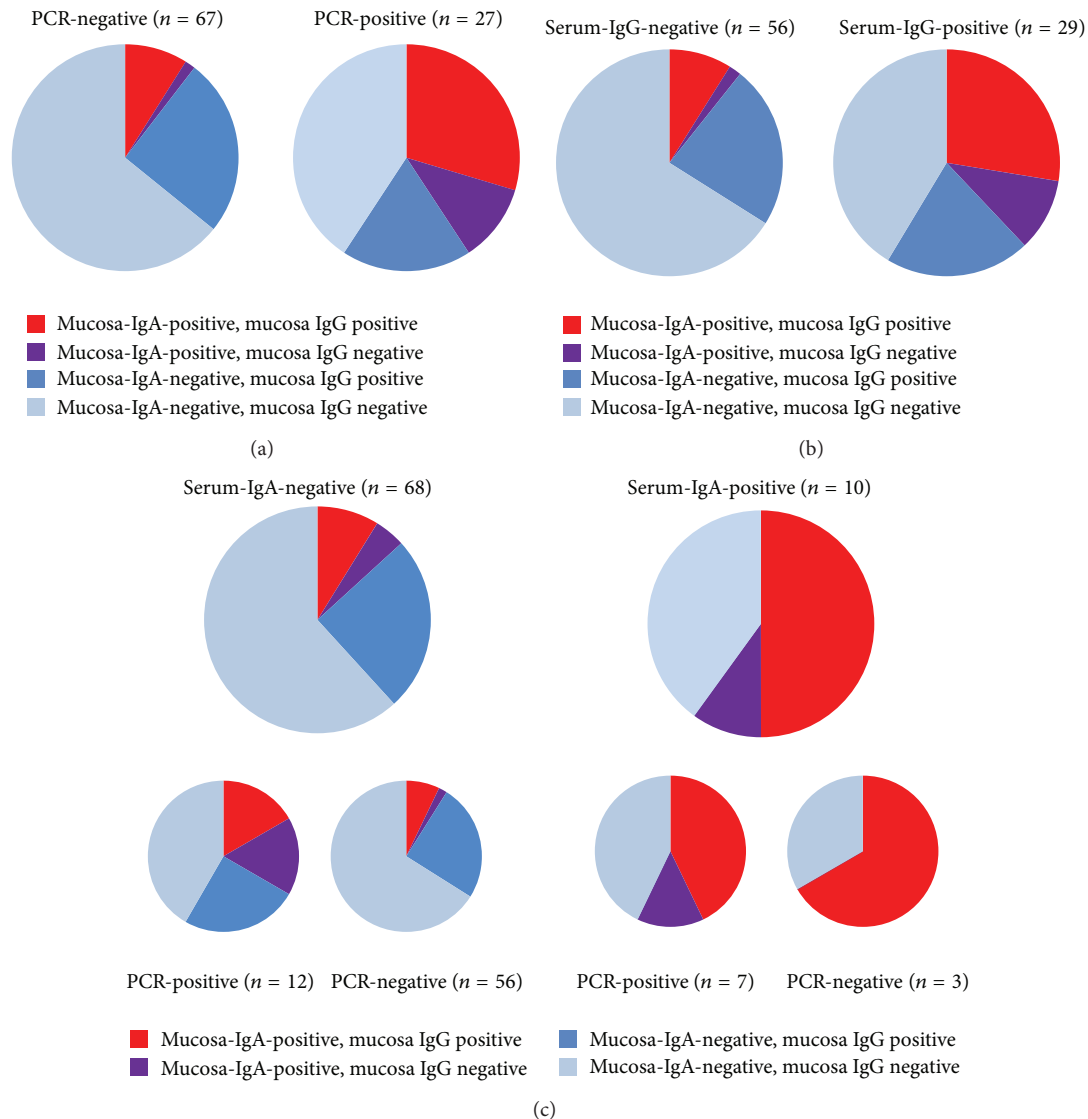 PCR-negative (n = 67)
PCR-positive (n = 27)
Mucosa-IgA-positive, mucosa IgG positive
Mucosa-IgA-positive, mucosa IgG negative
Mucosa-IgA-negative, mucosa IgG positive
Mucosa-IgA-negative, mucosa IgG negative
(a)
Serum-IgG-negative (n = 56)
Serum-IgG-positive (n = 29)
Mucosa-IgA-positive, mucosa IgG positive
Mucosa-IgA-positive, mucosa IgG negative
Mucosa-IgA-negative, mucosa IgG positive
Mucosa-IgA-negative, mucosa IgG negative
(b)
Serum-IgA-negative (n = 68)
Serum-IgA-positive (n = 10)
PCR-positive (n = 12)
PCR-negative (n = 56)
PCR-positive (n = 7)
PCR-negative (n = 3)
Mucosa-IgA-positive, mucosa IgG positive
Mucosa-IgA-positive, mucosa IgG negative
Mucosa-IgA-negative, mucosa IgG positive
Mucosa-IgA-negative, mucosa IgG negative
(c)